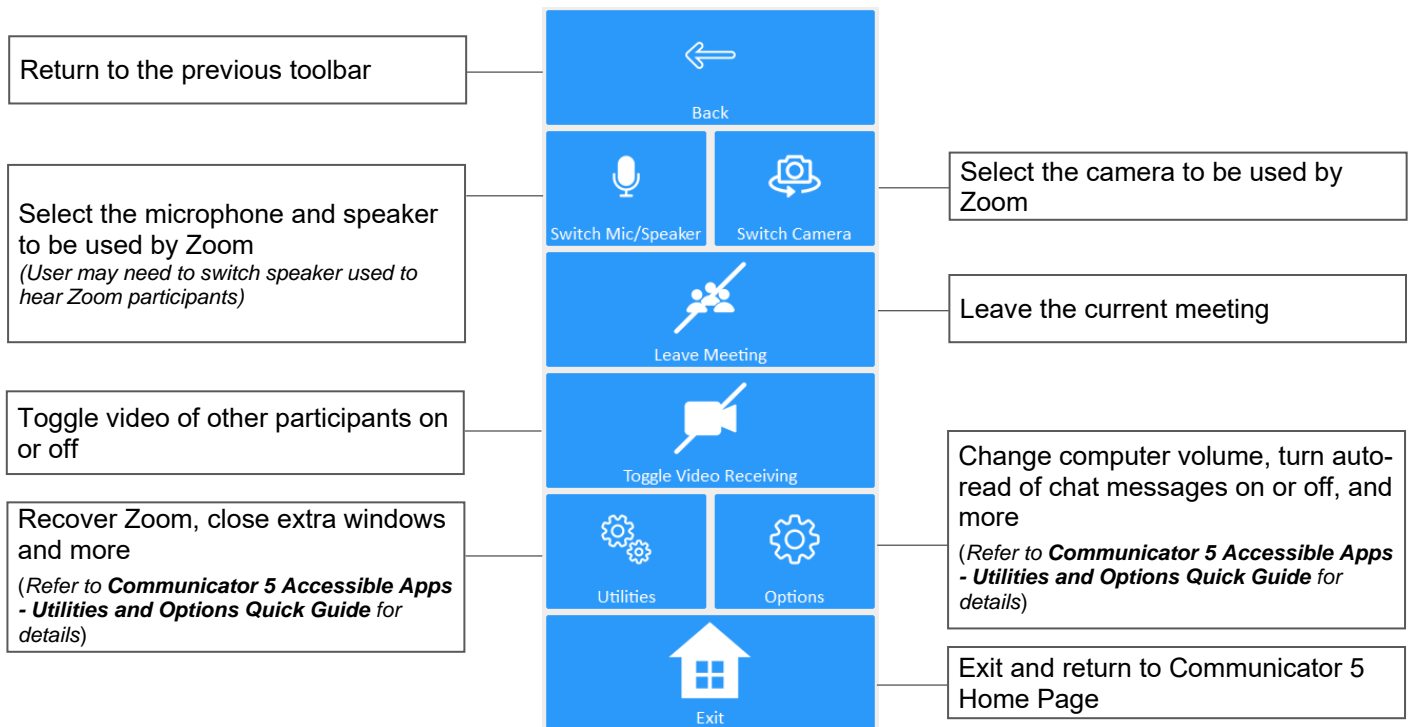 Return to the previous toolbar
Back
Select the microphone and speaker
to be used by Zoom
(User may need to switch speaker used to
hear Zoom participants)
Switch Mic/Speaker
Switch Camera
Select the camera to be used by
Zoom
Leave Meeting
Leave the current meeting
Toggle video of other participants on
or off
Toggle Video Receiving
Recover Zoom, close extra windows
and more
(Refer to Communicator 5 Accessible Apps
- Utilities and Options Quick Guide for
details)
Utilities
Options
Change computer volume, turn auto-
read of chat messages on or off, and
more
(Refer to Communicator 5 Accessible Apps
- Utilities and Options Quick Guide for
details)
Exit
Exit and return to Communicator 5
Home Page